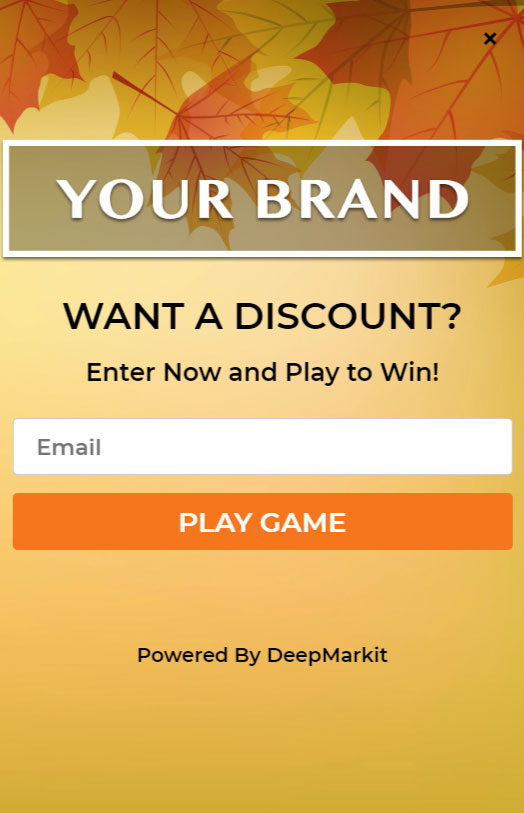 ×
YOUR BRAND
WANT A DISCOUNT?
Enter Now and Play to Win!
Email
PLAY GAME
Powered By DeepMarkit